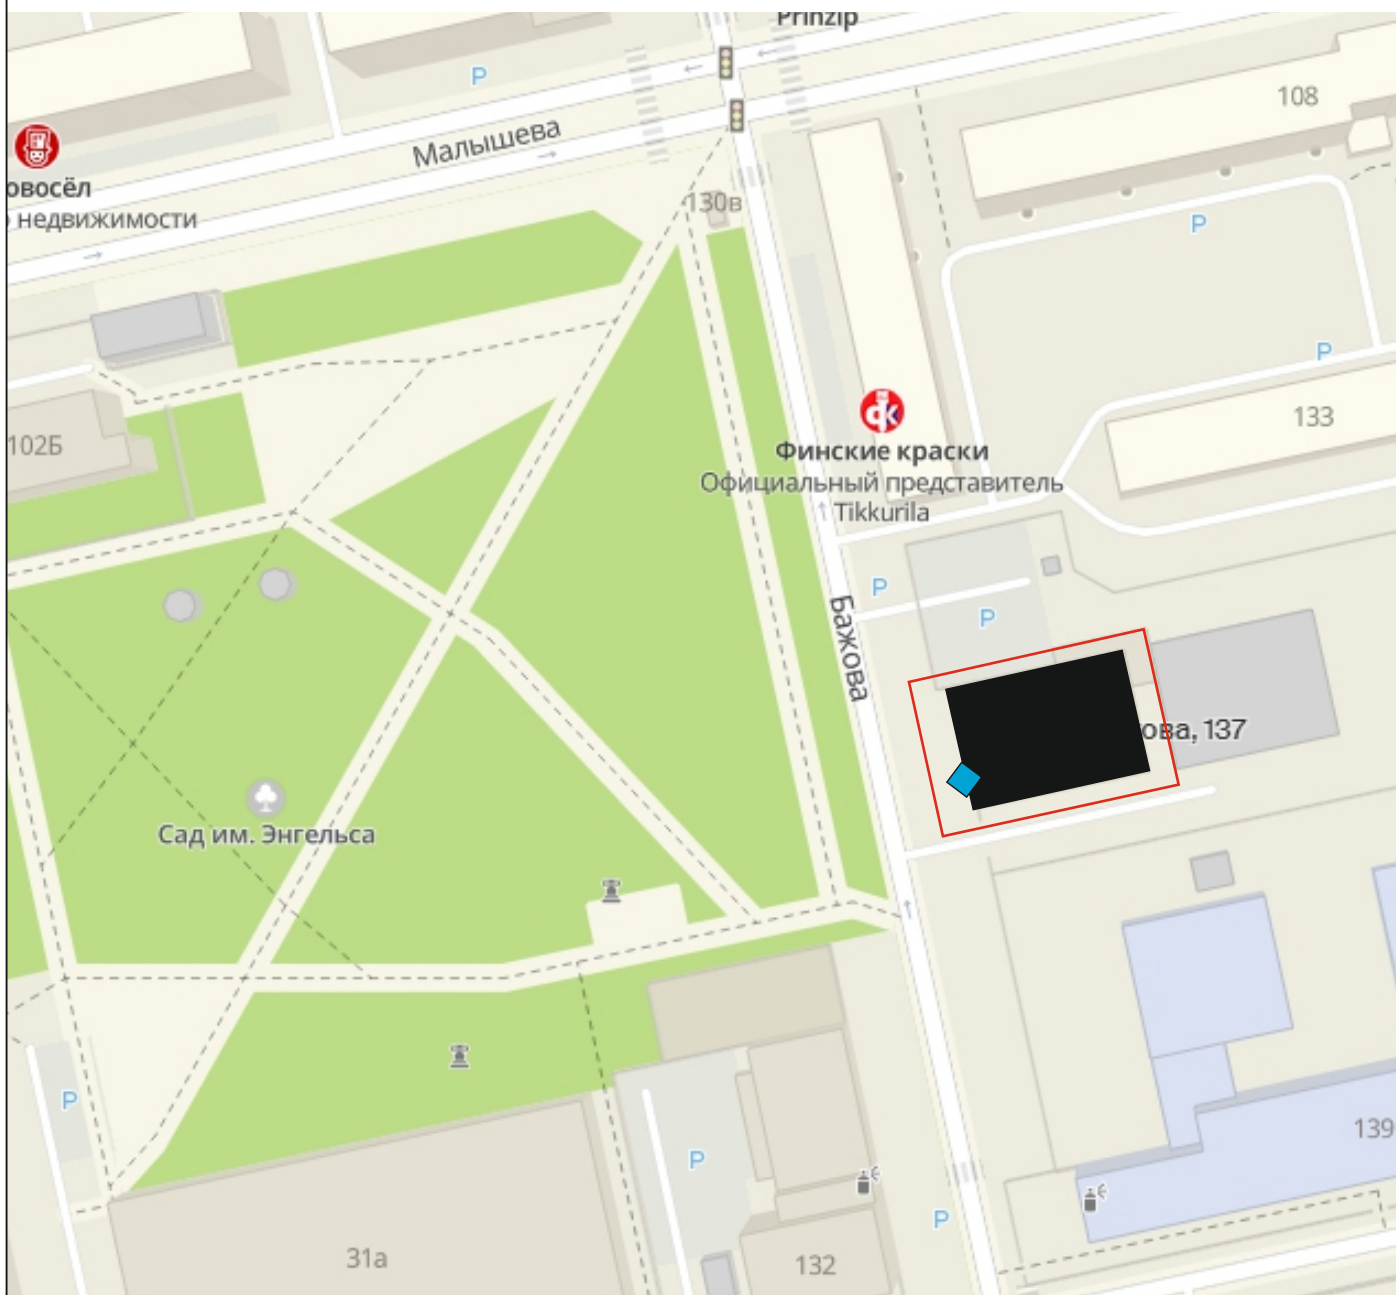 Prinzip
P
108
Малышева
овосёл
недвижимости
130в
P
P
133
102Б
Финские краски
Официальный представитель
Tikkurila
P
P
Бажова
ова, 137
Сад им. Энгельса
P
139
P
P
31а
132